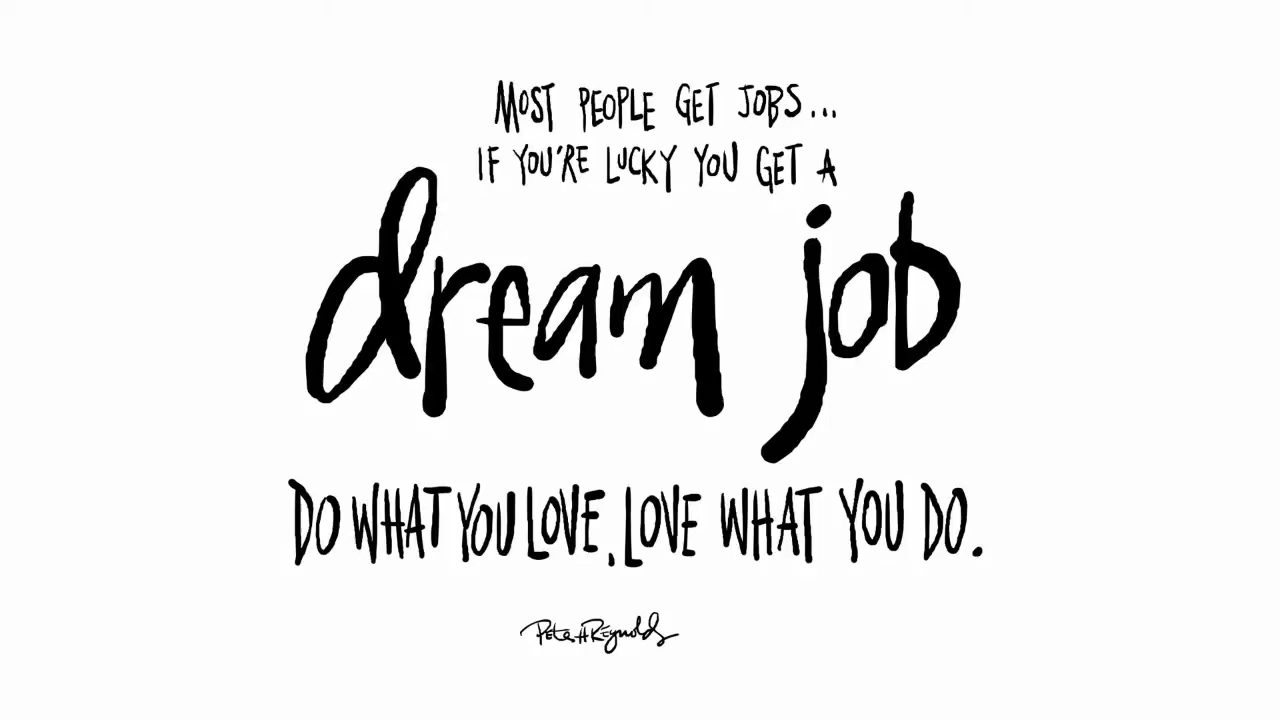 MOST PEOPLE GET JOBS...
IF YOU'RE LUCKY YOU GET A
dream job
DO WHAT YOU LOVE, LOVE WHAT YOU DO.
Peter H Reynolds